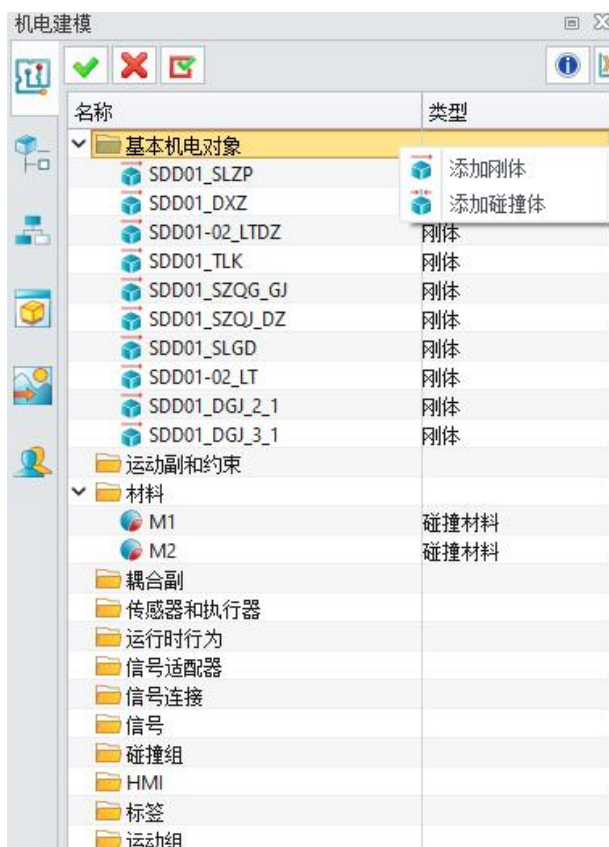 机电建模
名称 类型
基本机电对象
添加刚体
SDD01_SLZP
SDD01_DXZ
添加碰撞体
SDD01-02_LTDZ 刚体
SDD01_TLK 刚体
SDD01_SZQG_GJ 刚体
SDD01_SZQJ_DZ 刚体
SDD01_SLGD 刚体
SDD01-02_LT 刚体
SDD01_DGJ_2_1 刚体
SDD01_DGJ_3_1 刚体
运动副和约束
材料
M1 碰撞材料
M2 碰撞材料
耦合副
传感器和执行器
运行时行为
信号适配器
信号连接
信号
碰撞组
HMI
标签
运动组